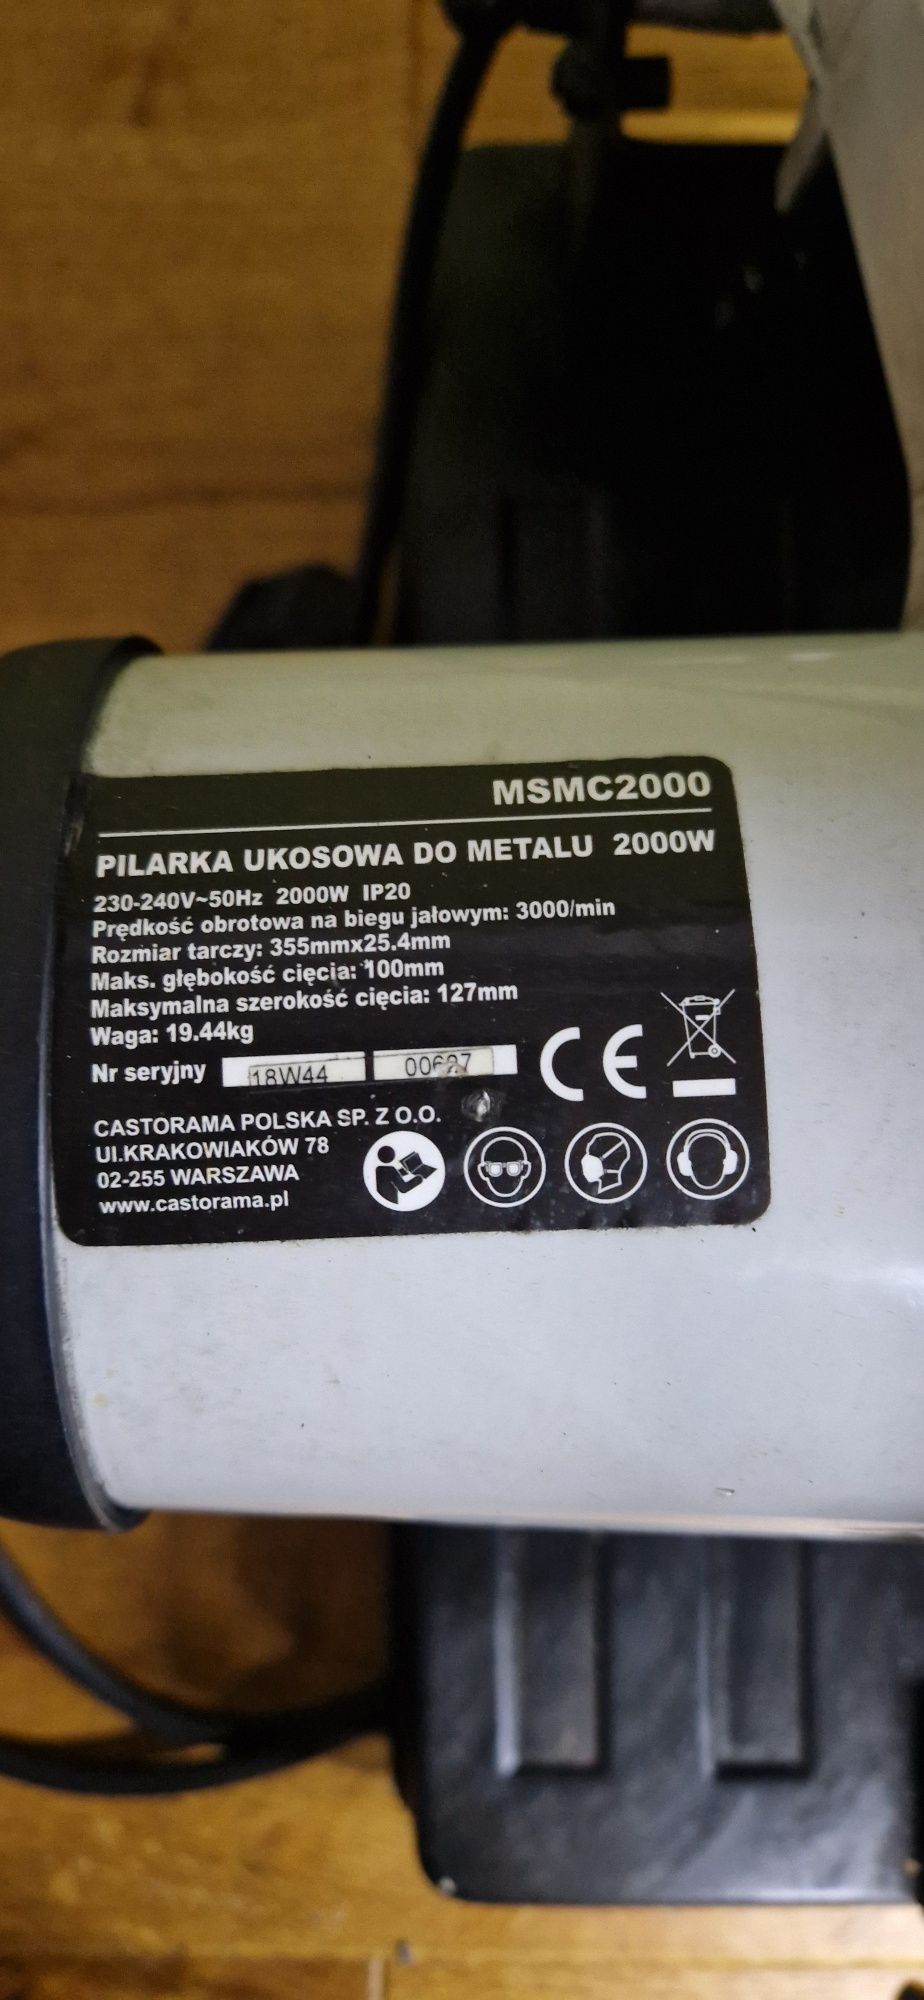 MSMC2000
PILARKA UKOSOWA DO METALU 2000W
230-240V~50Hz 2000W IP20
Prędkość obrotowa na biegu jałowym: 3000/min
Rozmiar tarczy: 355mmx25.4mm
Maks. głębokość cięcia: 100mm
Maksymalna szerokość cięcia: 127mm
Waga: 19.44kg
Nr seryjny 18W44
CASTORAMA POLSKA SP. Z O.O.
Ul.KRAKOWIAKÓW 78
02-255 WARSZAWA
www.castorama.pl
CE